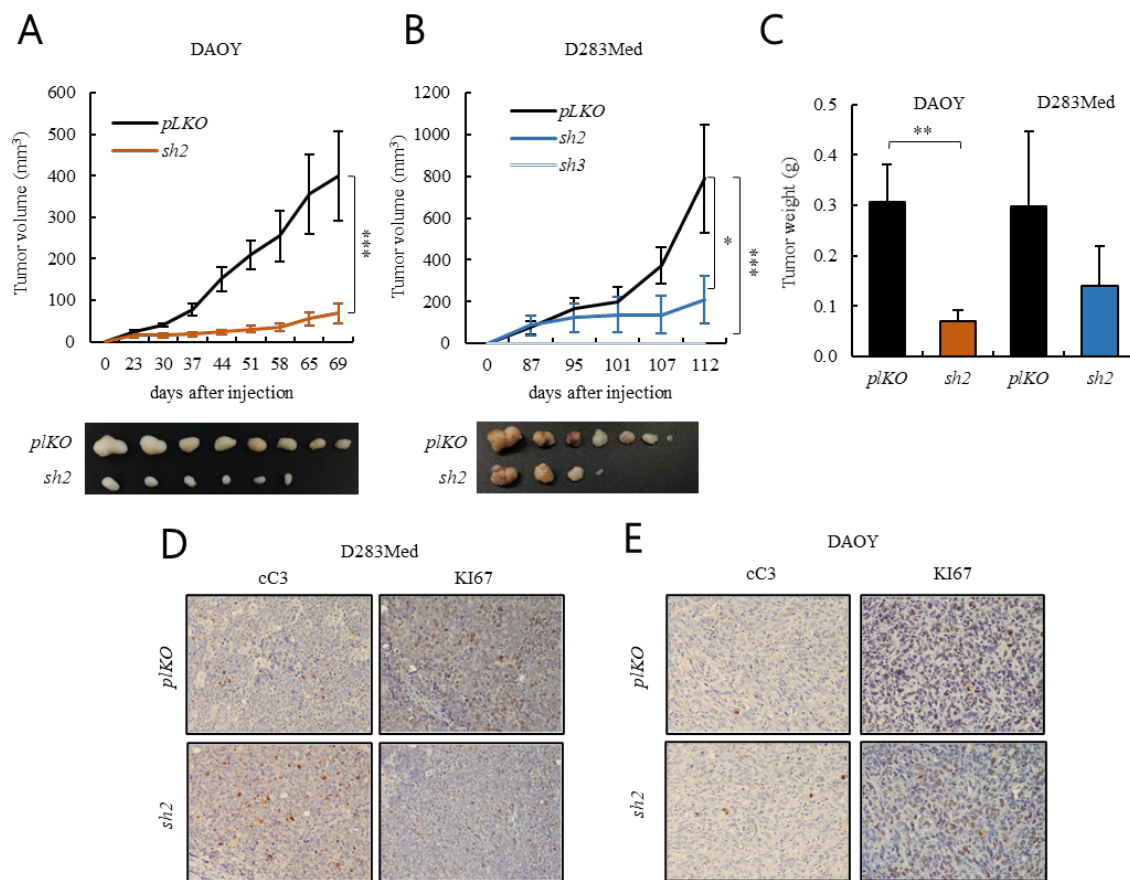 A
DAOY
Tumor volume (mm³)
600
500
400
300
200
100
0
pLKO
sh2
***
0 23 30 37 44 51 58 65 69
days after injection
plKO
sh2
B
D283Med
Tumor volume (mm³)
1200
1000
800
600
400
200
0
pLKO
sh2
sh3
*
***
0 87 95 101 107 112
days after injection
plKO
sh2
C
DAOY D283Med
Tumor weight (g)
0.5
0.4
0.3
0.2
0.1
0.0
**
plKO sh2 plKO sh2
D
D283Med
cC3 KI67
plKO
sh2
E
DAOY
cC3 KI67
plKO
sh2